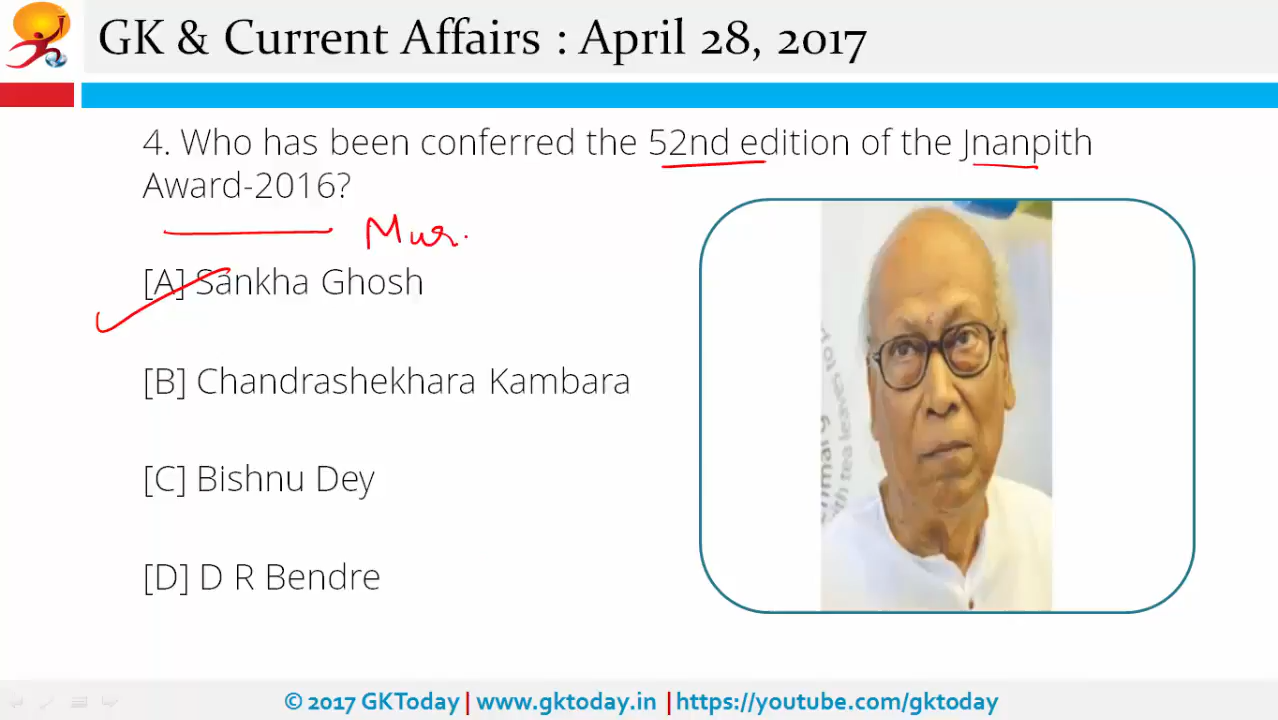 GK & Current Affairs : April 28, 2017
4. Who has been conferred the 52nd edition of the Jnanpith
Award-2016?
Mur.
[A] Sankha Ghosh
[B] Chandrashekhara Kambara
[C] Bishnu Dey
[D] D R Bendre
© 2017 GKToday | www.gktoday.in | https://youtube.com/gktoday